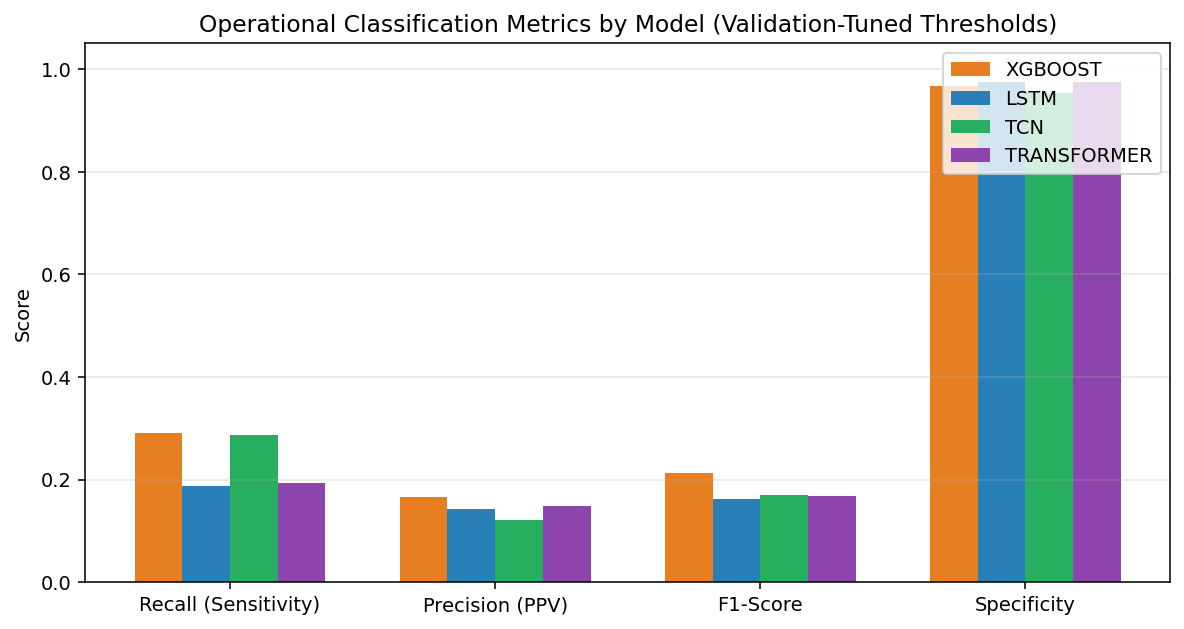 Operational Classification Metrics by Model (Validation-Tuned Thresholds)
XGBOOST
LSTM
TCN
TRANSFORMER
Score
1.0
0.8
0.6
0.4
0.2
0.0
Recall (Sensitivity)
Precision (PPV)
F1-Score
Specificity